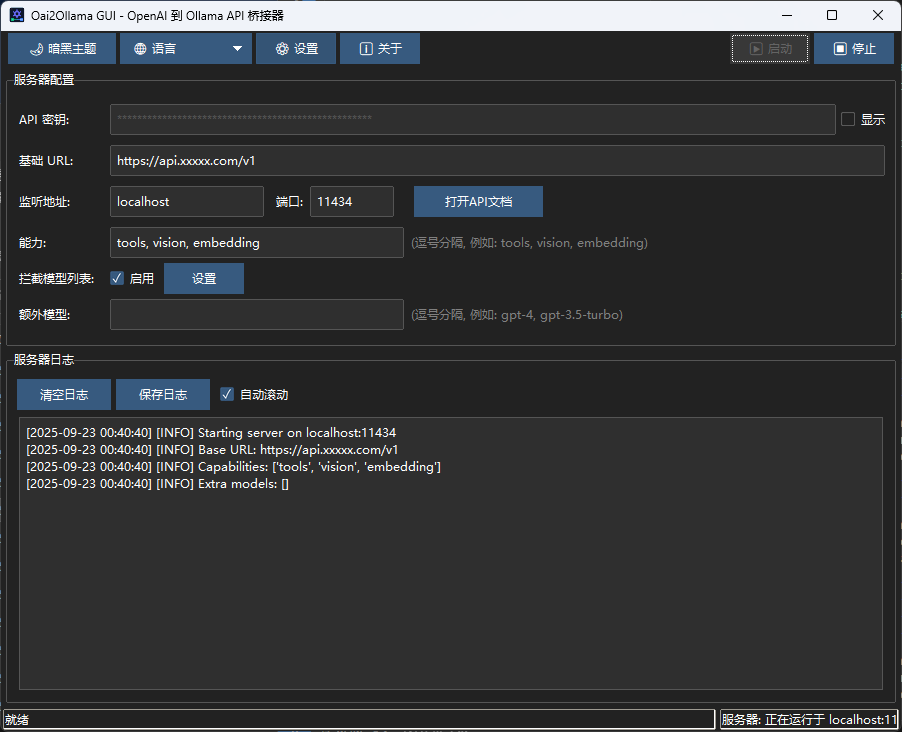 Oai2Ollama GUI - OpenAI 到 Ollama API 桥接器
暗黑主题 语言 设置 关于 启动 停止
服务器配置
API 密钥: ************************************************** 显示
基础 URL: https://api.xxxxx.com/v1
监听地址: localhost 端口: 11434 打开API文档
能力: tools, vision, embedding (逗号分隔, 例如: tools, vision, embedding)
拦截模型列表: 启用 设置
额外模型: (逗号分隔, 例如: gpt-4, gpt-3.5-turbo)
服务器日志
清空日志 保存日志 自动滚动
[2025-09-23 00:40:40] [INFO] Starting server on localhost:11434
[2025-09-23 00:40:40] [INFO] Base URL: https://api.xxxxx.com/v1
[2025-09-23 00:40:40] [INFO] Capabilities: ['tools', 'vision', 'embedding']
[2025-09-23 00:40:40] [INFO] Extra models: []
就绪 服务器: 正在运行于 localhost:11